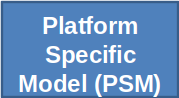 Platform
Specific
Model (PSM)